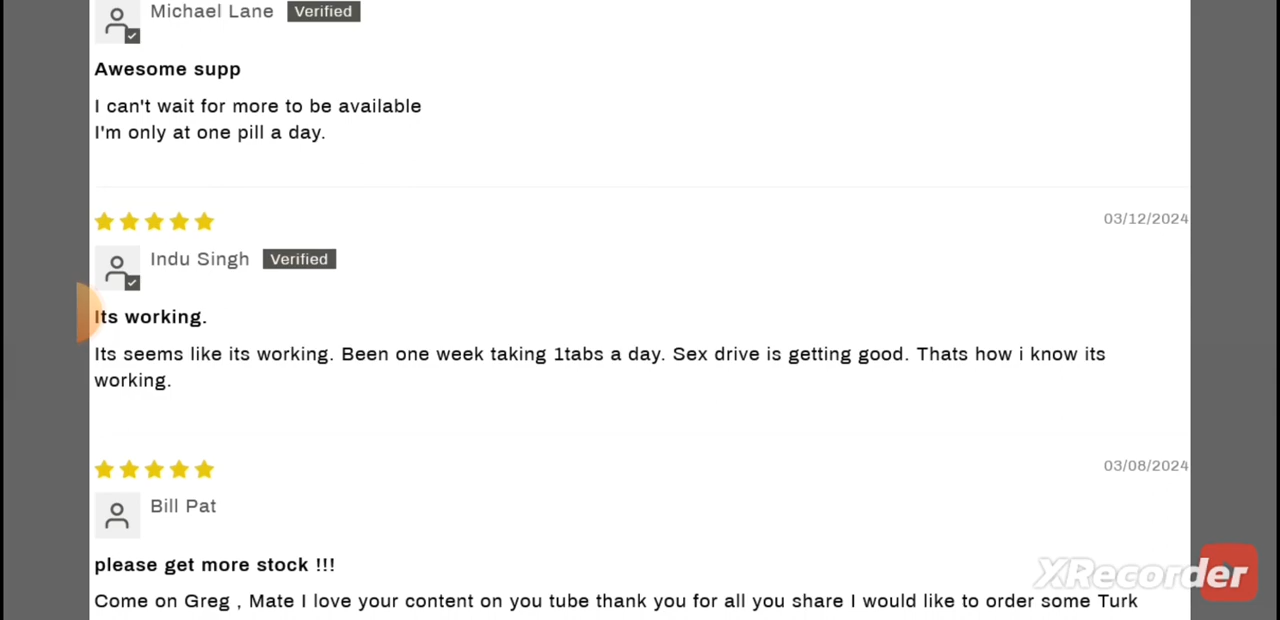 Michael Lane Verified
Awesome supp
I can't wait for more to be available
I'm only at one pill a day.
03/12/2024
Indu Singh Verified
Its working.
Its seems like its working. Been one week taking 1tabs a day. Sex drive is getting good. Thats how i know its
working.
03/08/2024
Bill Pat
please get more stock !!!
Come on Greg , Mate I love your content on you tube thank you for all you share I would like to order some Turk
XRecorder